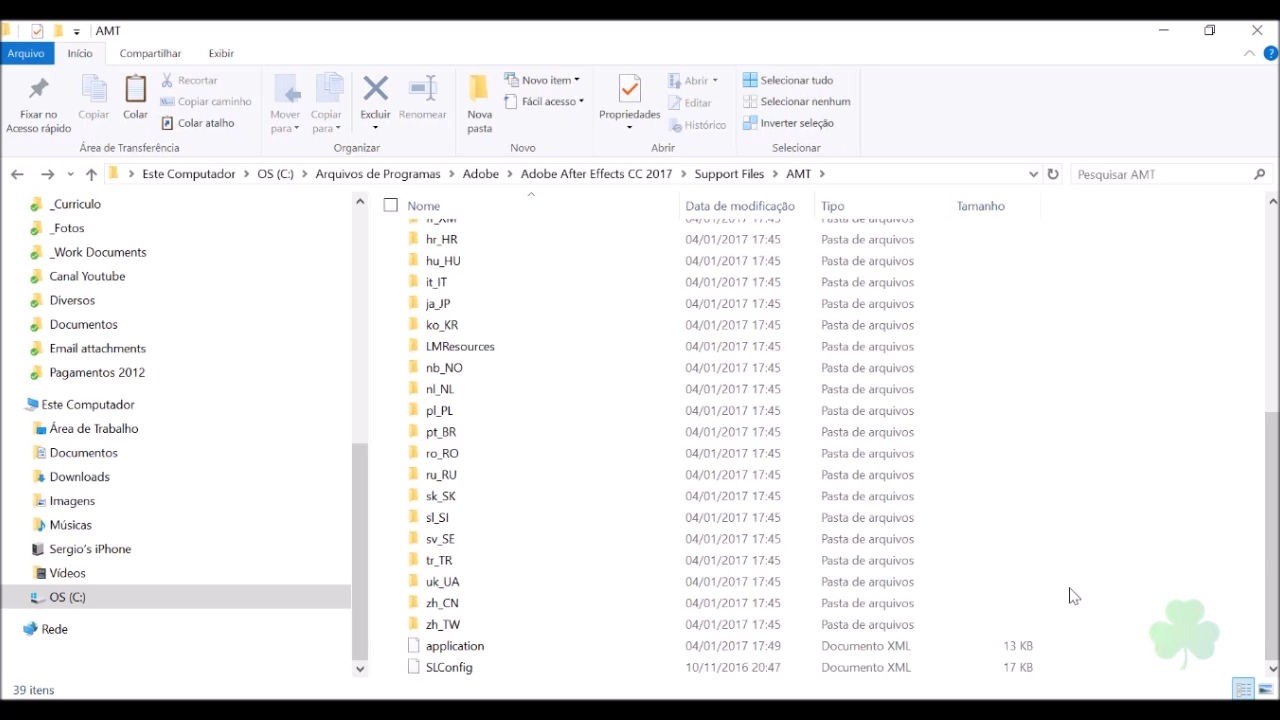 AMT
Arquivo Início Compartilhar Exibir
Fixar no Acesso rápido
Copiar
Colar
Recortar
Copiar caminho
Colar atalho
Área de Transferência
Mover para
Copiar para
Excluir
Renomear
Organizar
Nova pasta
Novo item
Fácil acesso
Novo
Propriedades
Abrir
Editar
Histórico
Abrir
Selecionar tudo
Selecionar nenhum
Inverter seleção
Selecionar
Este Computador OS (C:) Arquivos de Programas Adobe Adobe After Effects CC 2017 Support Files AMT
Pesquisar AMT
_Curriculo
_Fotos
_Work Documents
Canal Youtube
Diversos
Documentos
Email attachments
Pagamentos 2012
Este Computador
Área de Trabalho
Documentos
Downloads
Imagens
Músicas
Sergio's iPhone
Vídeos
OS (C:)
Rede
Nome Data de modificação Tipo Tamanho
fr_XM 04/01/2017 17:45 Pasta de arquivos
hr_HR 04/01/2017 17:45 Pasta de arquivos
hu_HU 04/01/2017 17:45 Pasta de arquivos
it_IT 04/01/2017 17:45 Pasta de arquivos
ja_JP 04/01/2017 17:45 Pasta de arquivos
ko_KR 04/01/2017 17:45 Pasta de arquivos
LMResources 04/01/2017 17:45 Pasta de arquivos
nb_NO 04/01/2017 17:45 Pasta de arquivos
nl_NL 04/01/2017 17:45 Pasta de arquivos
pl_PL 04/01/2017 17:45 Pasta de arquivos
pt_BR 04/01/2017 17:45 Pasta de arquivos
ro_RO 04/01/2017 17:45 Pasta de arquivos
ru_RU 04/01/2017 17:45 Pasta de arquivos
sk_SK 04/01/2017 17:45 Pasta de arquivos
sl_SI 04/01/2017 17:45 Pasta de arquivos
sv_SE 04/01/2017 17:45 Pasta de arquivos
tr_TR 04/01/2017 17:45 Pasta de arquivos
uk_UA 04/01/2017 17:45 Pasta de arquivos
zh_CN 04/01/2017 17:45 Pasta de arquivos
zh_TW 04/01/2017 17:45 Pasta de arquivos
application 04/01/2017 17:49 Documento XML 13 KB
SLConfig 10/11/2016 20:47 Documento XML 17 KB
39 itens